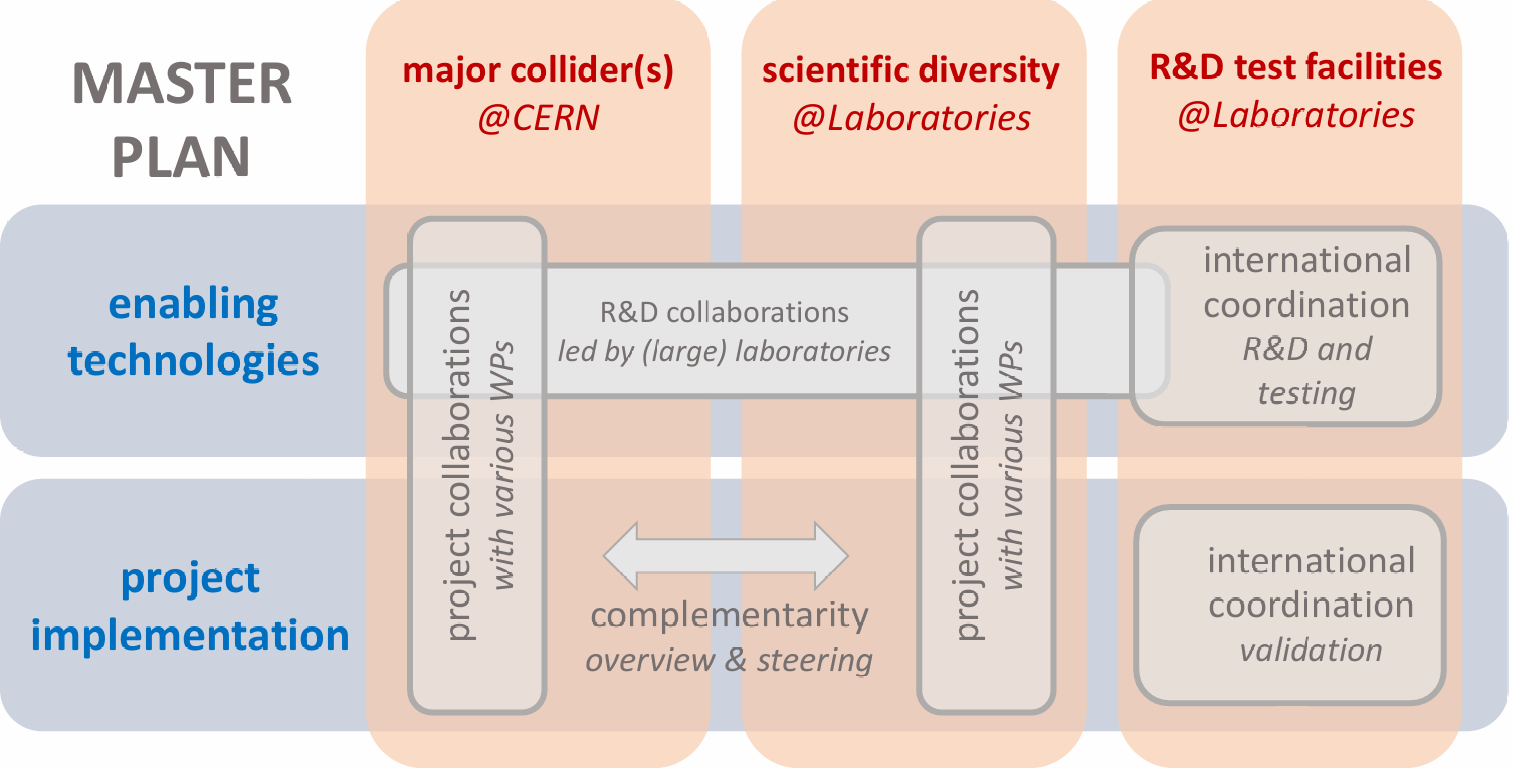 MASTER
PLAN
major collider(s)
@CERN
scientific diversity
@Laboratories
R&D test facilities
@Laboratories
enabling
technologies
project collaborations
with various WPs
R&D collaborations
led by (large) laboratories
project collaborations
with various WPs
international
coordination
R&D and
testing
project
implementation
complementarity
overview & steering
international
coordination
validation